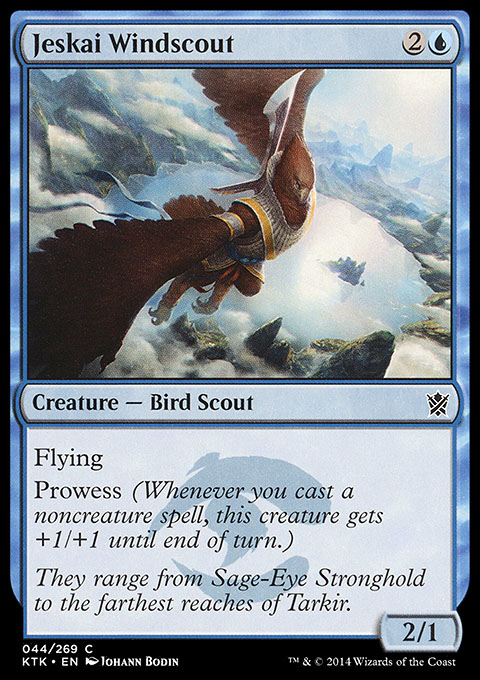 Jeskai Windscout 2
Creature — Bird Scout
Flying
Prowess (Whenever you cast a
noncreature spell, this creature gets
+1/+1 until end of turn.)
They range from Sage-Eye Stronghold
to the farthest reaches of Tarkir.
2/1
044/269 C
KTK • EN Johann Bodin
™ & © 2014 Wizards of the Coast